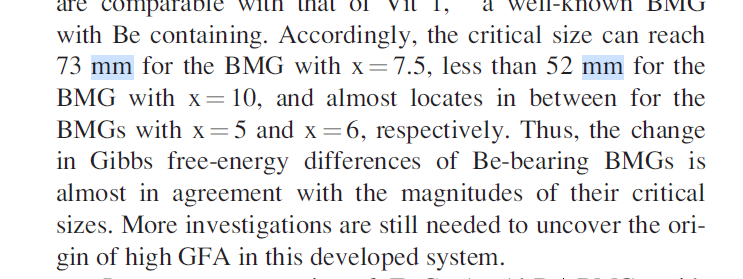 are comparable with that of Vit 1, a well-known BMG
with Be containing. Accordingly, the critical size can reach
73 mm for the BMG with x = 7.5, less than 52 mm for the
BMG with x = 10, and almost locates in between for the
BMGs with x = 5 and x = 6, respectively. Thus, the change
in Gibbs free-energy differences of Be-bearing BMGs is
almost in agreement with the magnitudes of their critical
sizes. More investigations are still needed to uncover the ori-
gin of high GFA in this developed system.